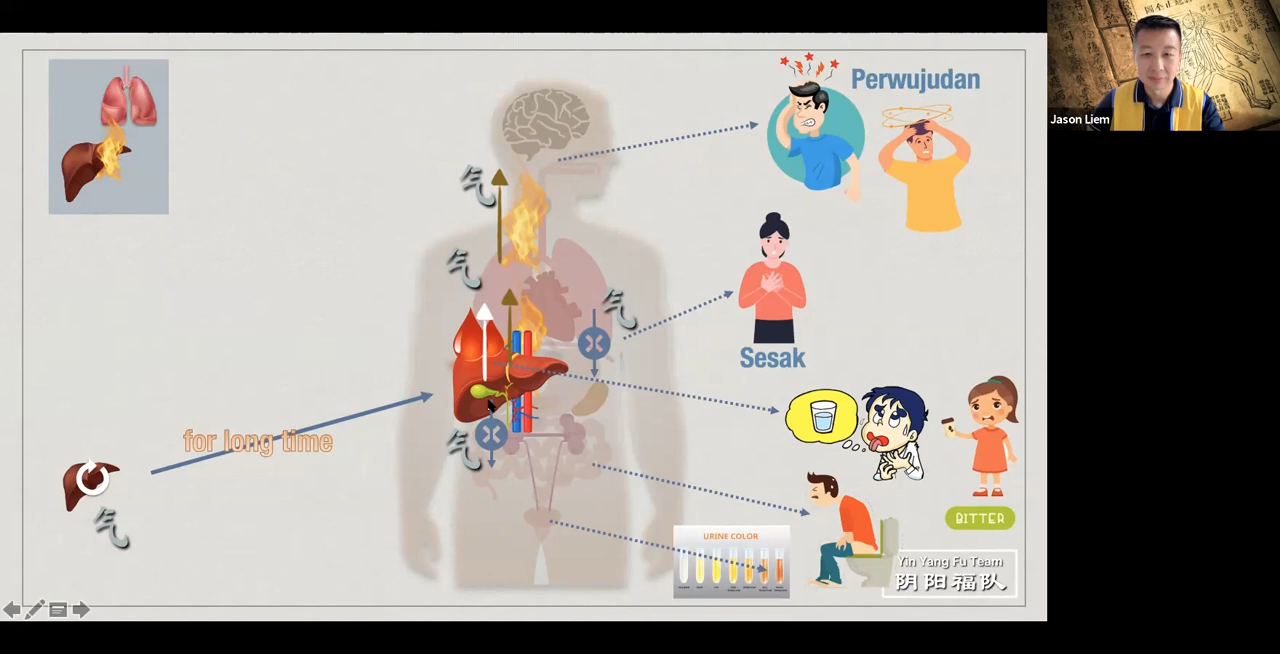 Perwujudan
Jason Liem
气
气
气
Sesak
for long time
气
气
BITTER
URINE COLOR
Yin Yang Fu Team
阴阳福队